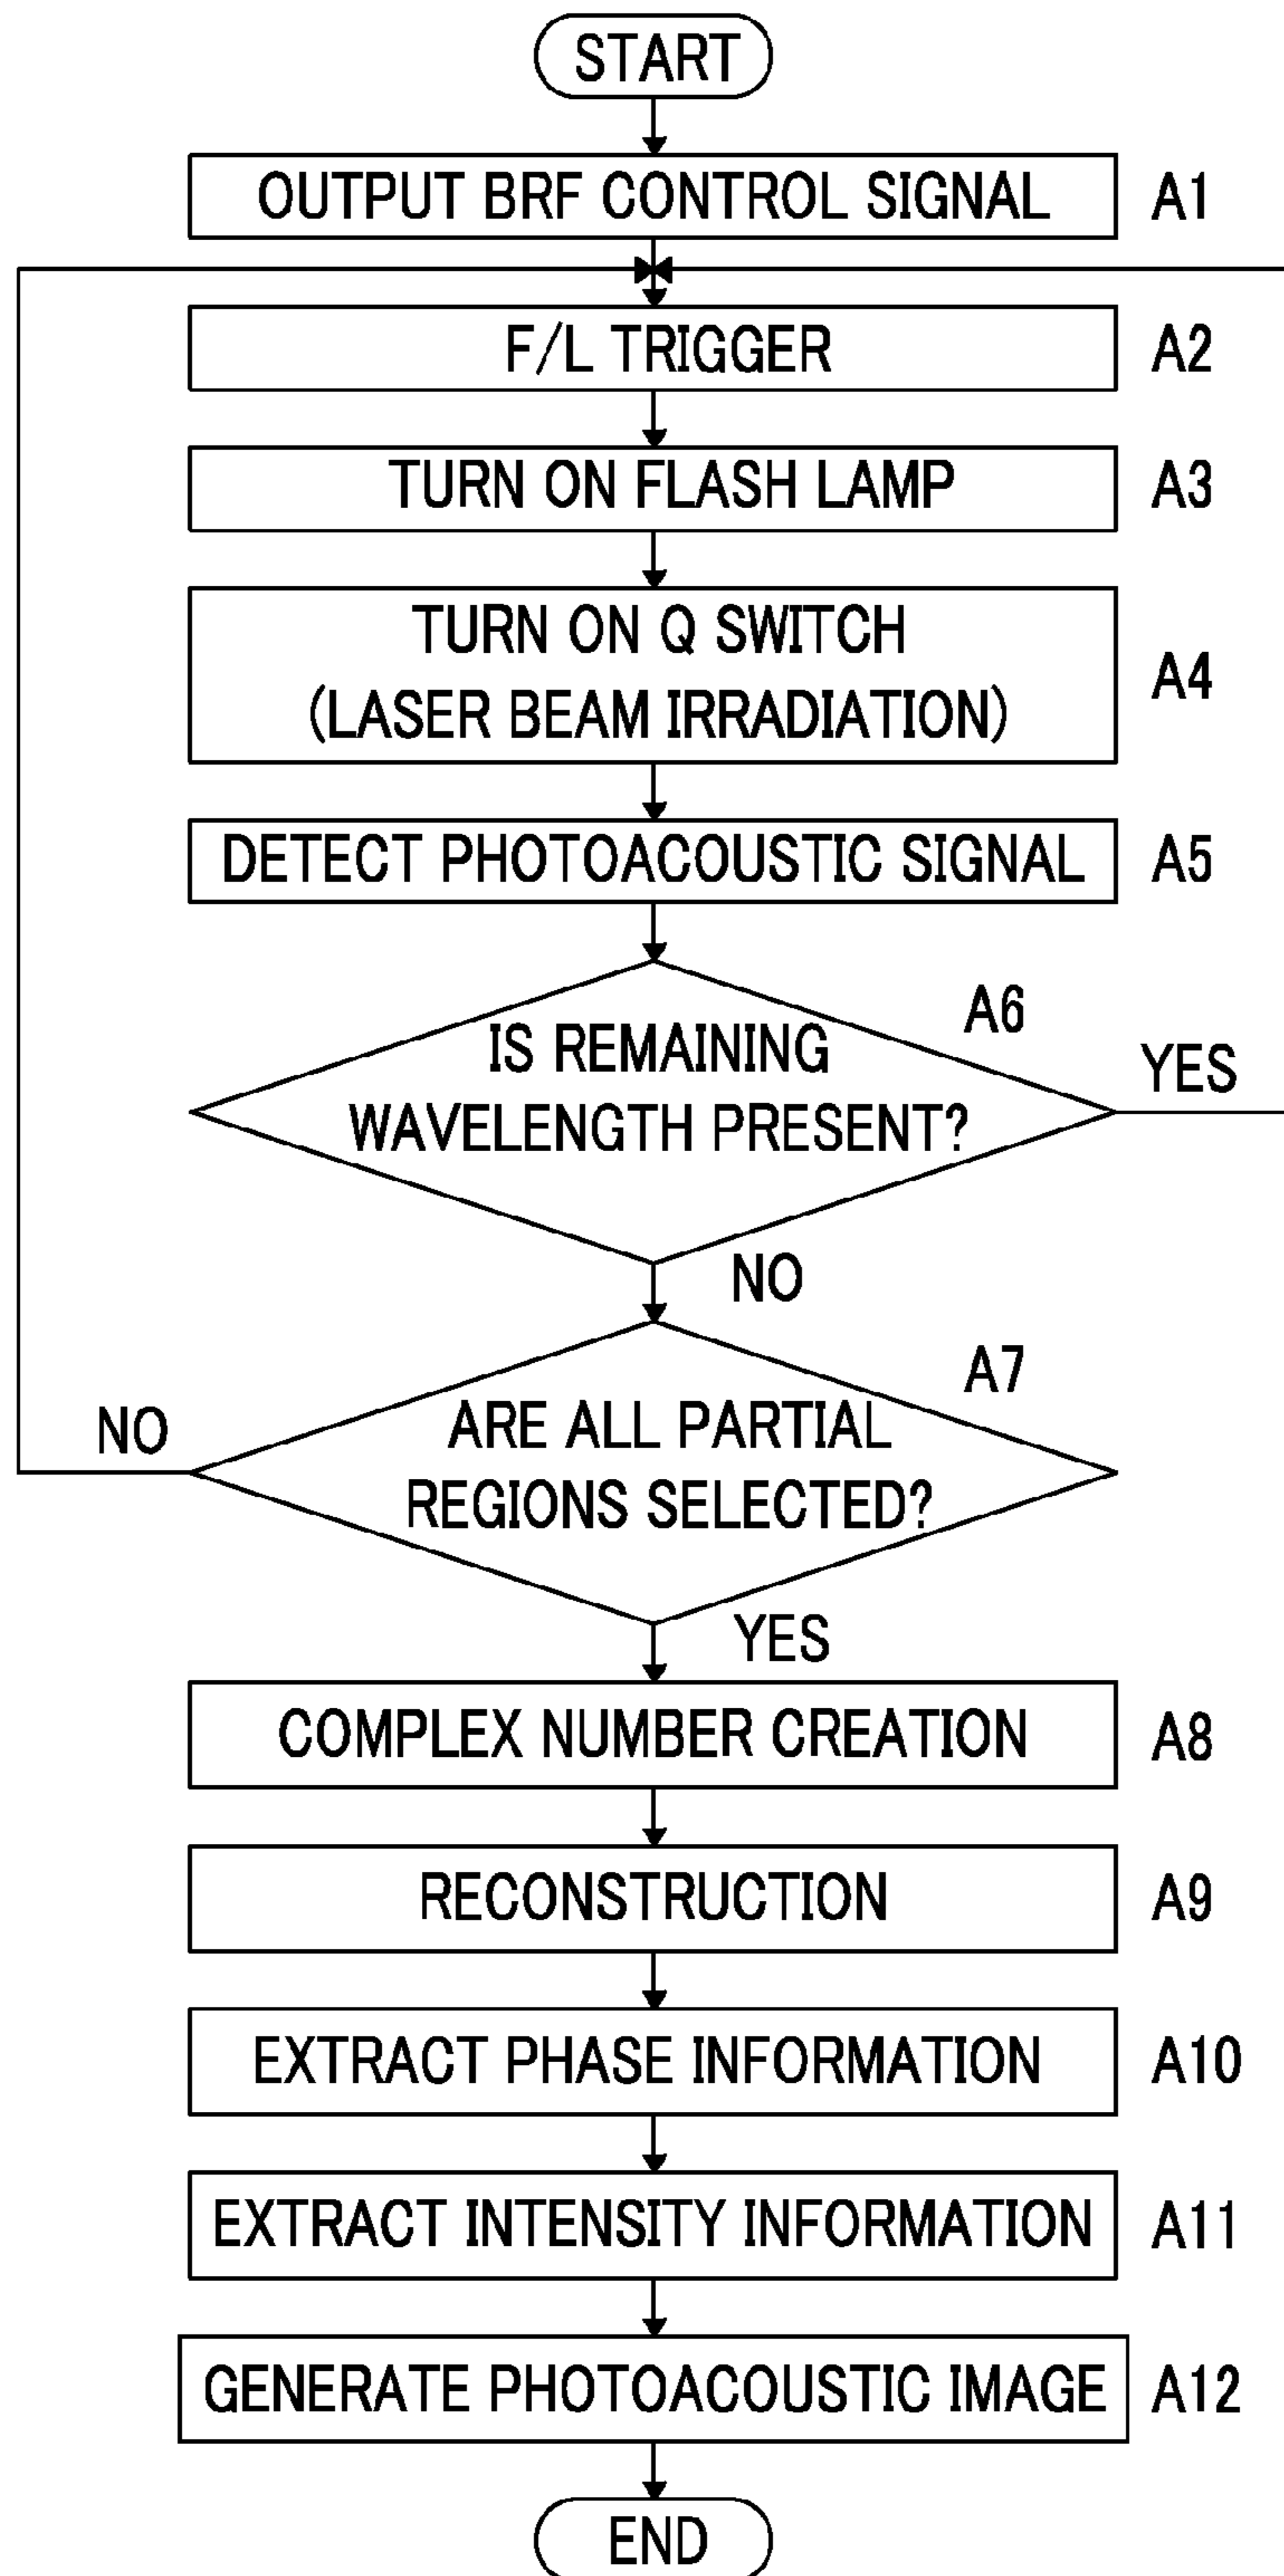 START
OUTPUT BRF CONTROL SIGNAL A1
F/L TRIGGER A2
TURN ON FLASH LAMP A3
TURN ON Q SWITCH
(LASER BEAM IRRADIATION) A4
DETECT PHOTOACOUSTIC SIGNAL A5
A6
IS REMAINING
WAVELENGTH PRESENT?
YES
NO
A7
ARE ALL PARTIAL
REGIONS SELECTED?
NO
YES
COMPLEX NUMBER CREATION A8
RECONSTRUCTION A9
EXTRACT PHASE INFORMATION A10
EXTRACT INTENSITY INFORMATION A11
GENERATE PHOTOACOUSTIC IMAGE A12
END